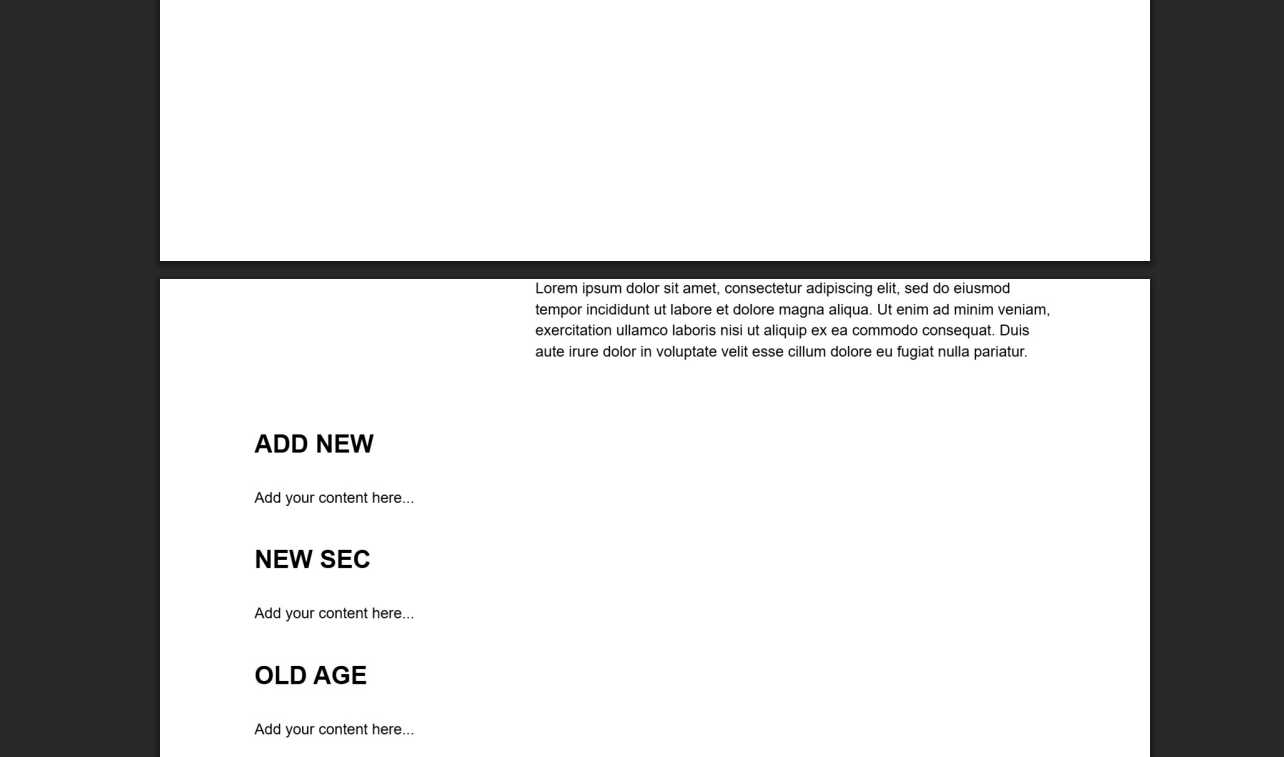 Lorem ipsum dolor sit amet, consectetur adipiscing elit, sed do eiusmod
tempor incididunt ut labore et dolore magna aliqua. Ut enim ad minim veniam,
exercitation ullamco laboris nisi ut aliquip ex ea commodo consequat. Duis
aute irure dolor in voluptate velit esse cillum dolore eu fugiat nulla pariatur.
ADD NEW
Add your content here...
NEW SEC
Add your content here...
OLD AGE
Add your content here...